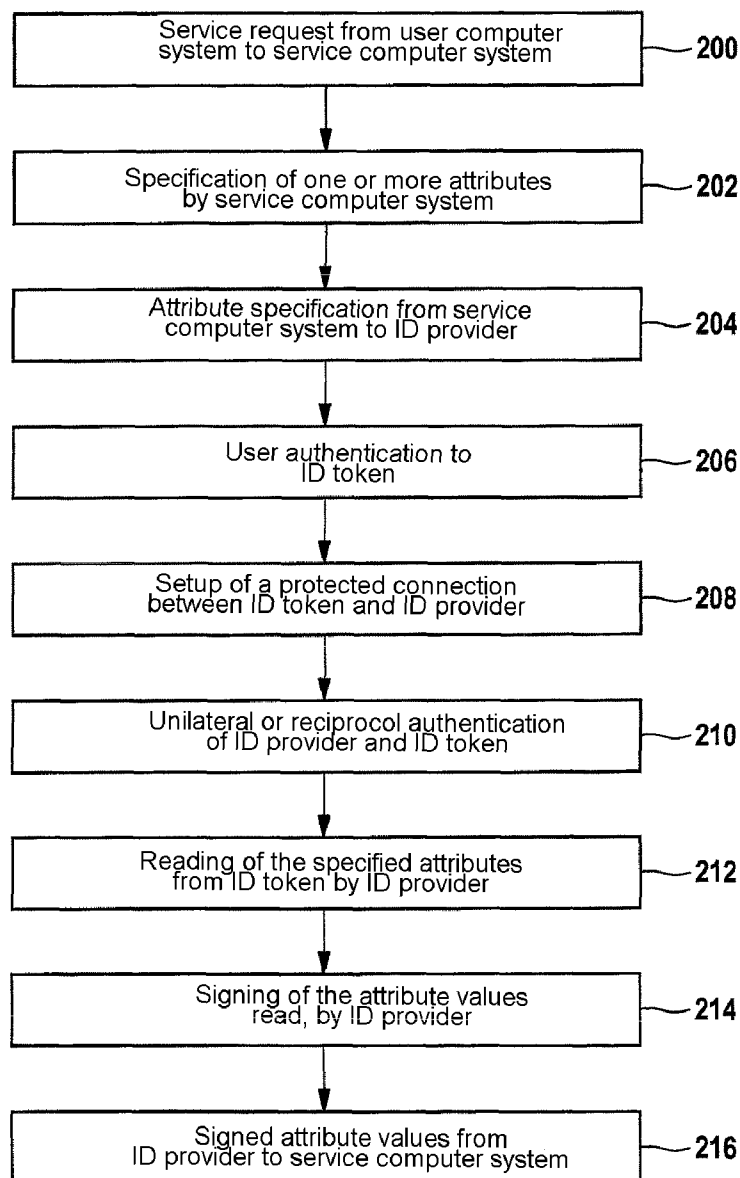 Service request from user computer
system to service computer system
200
Specification of one or more attributes
by service computer system
202
Attribute specification from service
computer system to ID provider
204
User authentication to
ID token
206
Setup of a protected connection
between ID token and ID provider
208
Unilateral or reciprocol authentication
of ID provider and ID token
210
Reading of the specified attributes
from ID token by ID provider
212
Signing of the attribute values
read, by ID provider
214
Signed attribute values from
ID provider to service computer system
216